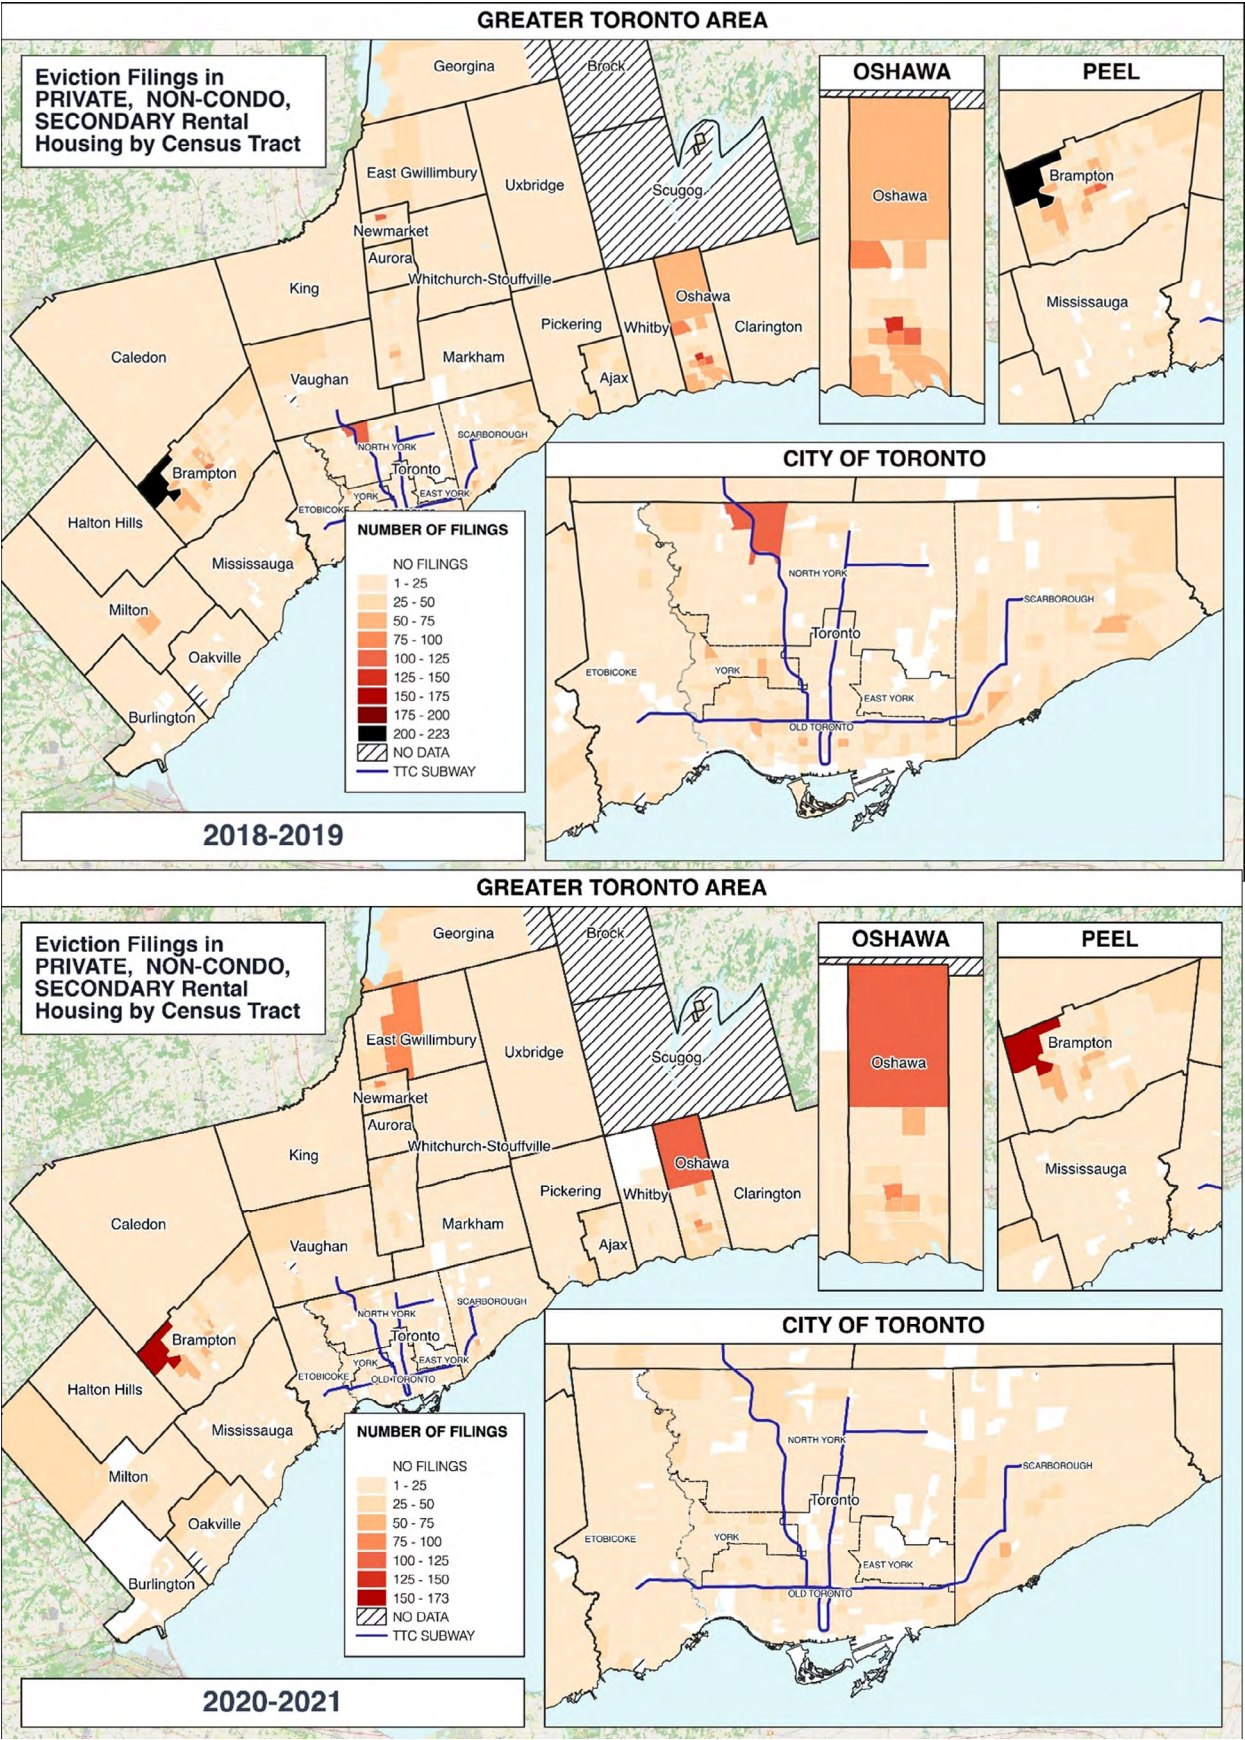 GREATER TORONTO AREA
Eviction Filings in
PRIVATE, NON-CONDO,
SECONDARY Rental
Housing by Census Tract
Georgina
Brock
East Gwillimbury
Uxbridge
Scugog
Newmarket
Aurora
Whitchurch-Stouffville
King
Oshawa
Pickering
Whitby
Clarington
Caledon
Vaughan
Markham
Ajax
NORTH YORK
SCARBOROUGH
Toronto
Brampton
YORK
EAST YORK
ETOBICOKE
Halton Hills
Mississauga
Milton
Oakville
Burlington
NUMBER OF FILINGS
NO FILINGS
1 - 25
25 - 50
50 - 75
75 - 100
100 - 125
125 - 150
150 - 175
175 - 200
200 - 223
NO DATA
TTC SUBWAY
2018-2019
OSHAWA
Oshawa
PEEL
Brampton
Mississauga
CITY OF TORONTO
NORTH YORK
SCARBOROUGH
Toronto
ETOBICOKE
YORK
EAST YORK
OLD TORONTO
GREATER TORONTO AREA
Eviction Filings in
PRIVATE, NON-CONDO,
SECONDARY Rental
Housing by Census Tract
Georgina
Brock
East Gwillimbury
Uxbridge
Scugog
Newmarket
Aurora
Whitchurch-Stouffville
King
Oshawa
Pickering
Whitby
Clarington
Caledon
Vaughan
Markham
Ajax
NORTH YORK
SCARBOROUGH
Toronto
Brampton
YORK
EAST YORK
ETOBICOKE
OLD TORONTO
Halton Hills
Mississauga
Milton
Oakville
Burlington
NUMBER OF FILINGS
NO FILINGS
1 - 25
25 - 50
50 - 75
75 - 100
100 - 125
125 - 150
150 - 173
NO DATA
TTC SUBWAY
2020-2021
OSHAWA
Oshawa
PEEL
Brampton
Mississauga
CITY OF TORONTO
NORTH YORK
SCARBOROUGH
Toronto
ETOBICOKE
YORK
EAST YORK
OLD TORONTO